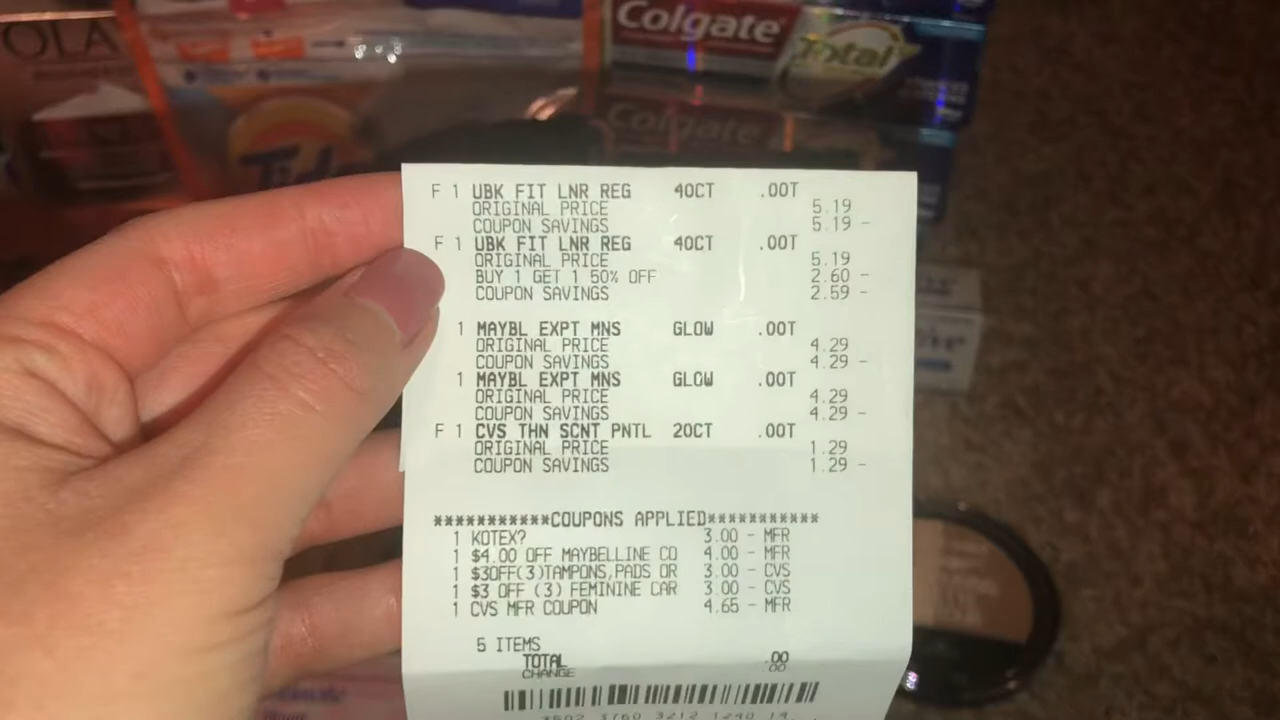 OLA
Colgate
Total
Colgate
Tide
F 1 UBK FIT LNR REG 40CT .00T
ORIGINAL PRICE 5.19
COUPON SAVINGS 5.19 -
F 1 UBK FIT LNR REG 40CT .00T
ORIGINAL PRICE 5.19
BUY 1 GET 1 50% OFF 2.60 -
COUPON SAVINGS 2.59 -
1 MAYBL EXPT MNS GLOW .00T
ORIGINAL PRICE 4.29
COUPON SAVINGS 4.29 -
1 MAYBL EXPT MNS GLOW .00T
ORIGINAL PRICE 4.29
COUPON SAVINGS 4.29 -
F 1 CVS THN SCNT PNTL 20CT .00T
ORIGINAL PRICE 1.29
COUPON SAVINGS 1.29 -
***********COUPONS APPLIED***********
1 KOTEX? 3.00 - MFR
1 $4.00 OFF MAYBELLINE CO 4.00 - MFR
1 $3OFF(3)TAMPONS,PADS OR 3.00 - CVS
1 $3 OFF (3) FEMININE CAR 3.00 - CVS
1 CVS MFR COUPON 4.65 - MFR
5 ITEMS
TOTAL .00
CHANGE .00